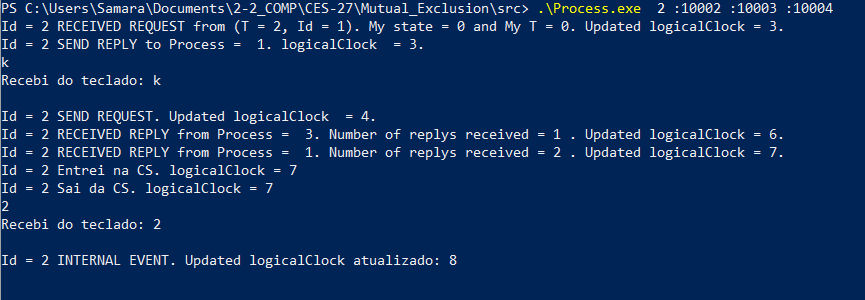 PS C:\Users\Samara\Documents\2-2_COMP\CES-27\Mutual_Exclusion\src> .\Process.exe  2 :10002 :10003 :10004
Id = 2 RECEIVED REQUEST from (T = 2, Id = 1). My state = 0 and My T = 0. Updated logicalClock = 3.
Id = 2 SEND REPLY to Process =  1. logicalClock  = 3.
k
Recebi do teclado: k
Id = 2 SEND REQUEST. Updated logicalClock  = 4.
Id = 2 RECEIVED REPLY from Process =  3. Number of replys received = 1 . Updated logicalClock = 6.
Id = 2 RECEIVED REPLY from Process =  1. Number of replys received = 2 . Updated logicalClock = 7.
Id = 2 Entrei na CS. logicalClock = 7
Id = 2 Sai da CS. logicalClock = 7
2
Recebi do teclado: 2
Id = 2 INTERNAL EVENT. Updated logicalClock atualizado: 8